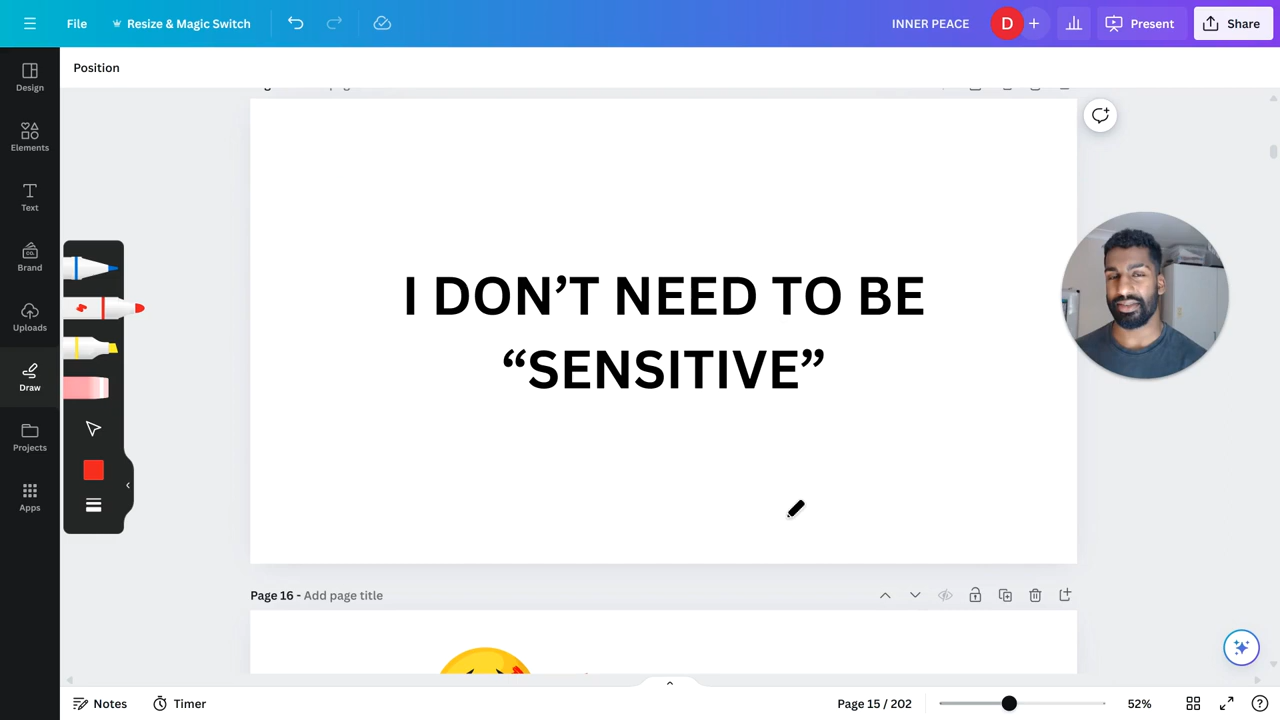 File
Resize & Magic Switch
INNER PEACE
D
Present
Share
Position
Design
Elements
Text
Brand
Uploads
Draw
Projects
Apps
I DON’T NEED TO BE
“SENSITIVE”
Page 16 - Add page title
Notes
Timer
Page 15 / 202
52%